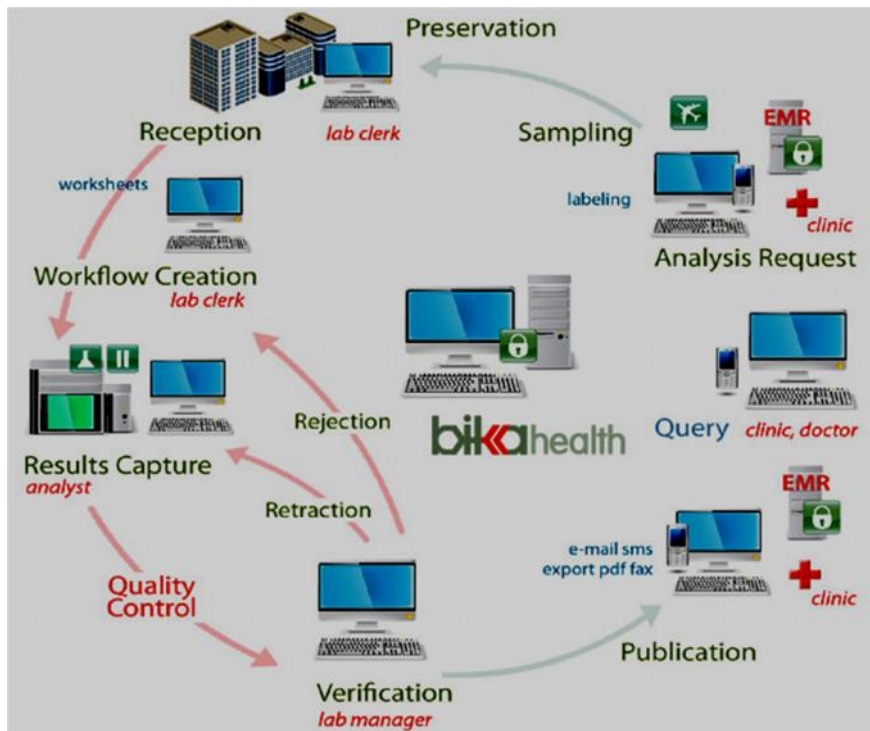 Preservation
Reception
lab clerk
Sampling
EMR
labeling
clinic
Analysis Request
worksheets
Workflow Creation
lab clerk
Rejection
bikahealth
Query
clinic, doctor
Results Capture
analyst
Retraction
EMR
e-mail sms
export pdf fax
clinic
Quality
Control
Publication
Verification
lab manager